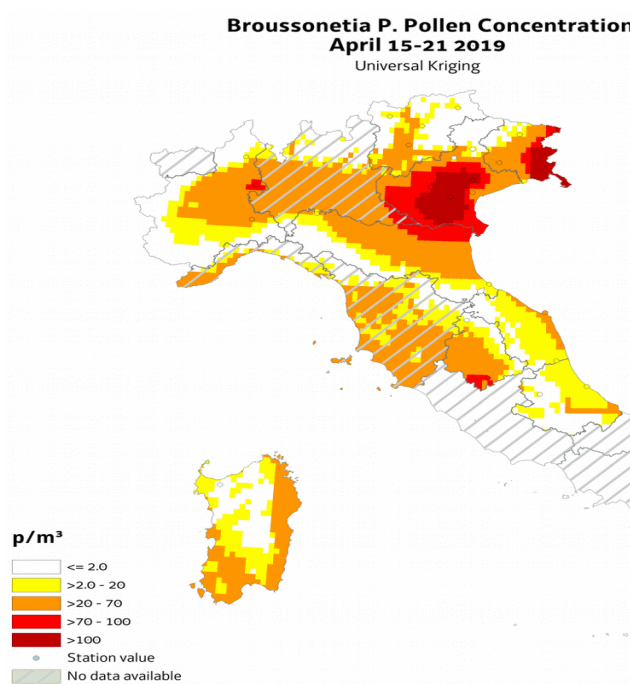 Broussonetia P. Pollen Concentration
April 15-21 2019
Universal Kriging
p/m³
<= 2.0
>2.0 - 20
>20 - 70
>70 - 100
>100
Station value
No data available